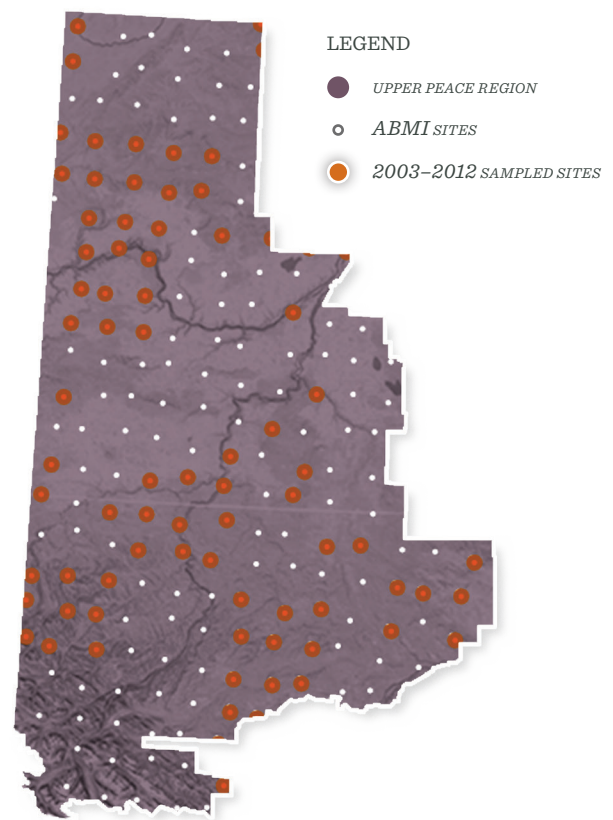 LEGEND
UPPER PEACE REGION
ABMI SITES
2003–2012 SAMPLED SITES